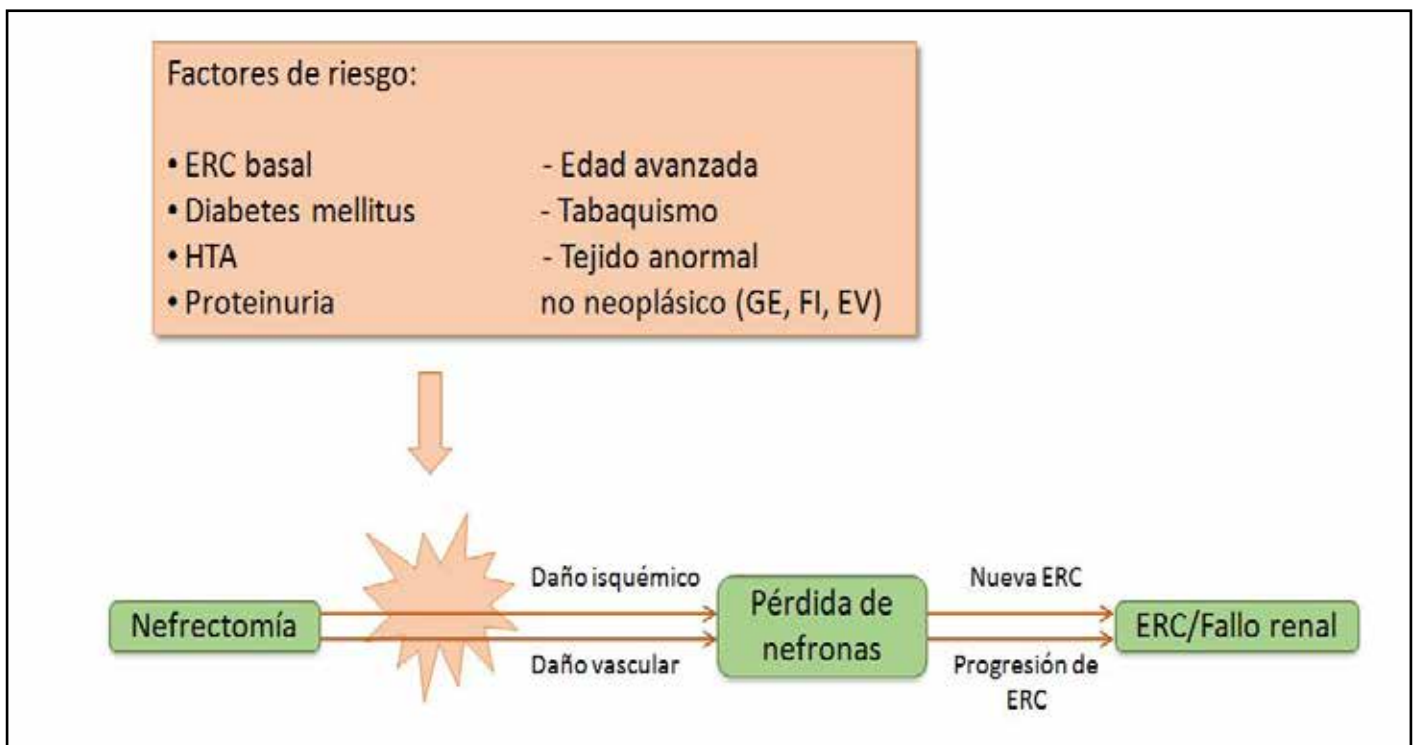 Factores de riesgo:
• ERC basal
• Diabetes mellitus
• HTA
• Proteinuria
- Edad avanzada
- Tabaquismo
- Tejido anormal
no neoplásico (GE, FI, EV)
Nefrectomía
Daño isquémico
Daño vascular
Pérdida de
nefronas
Nueva ERC
Progresión de
ERC
ERC/Fallo renal